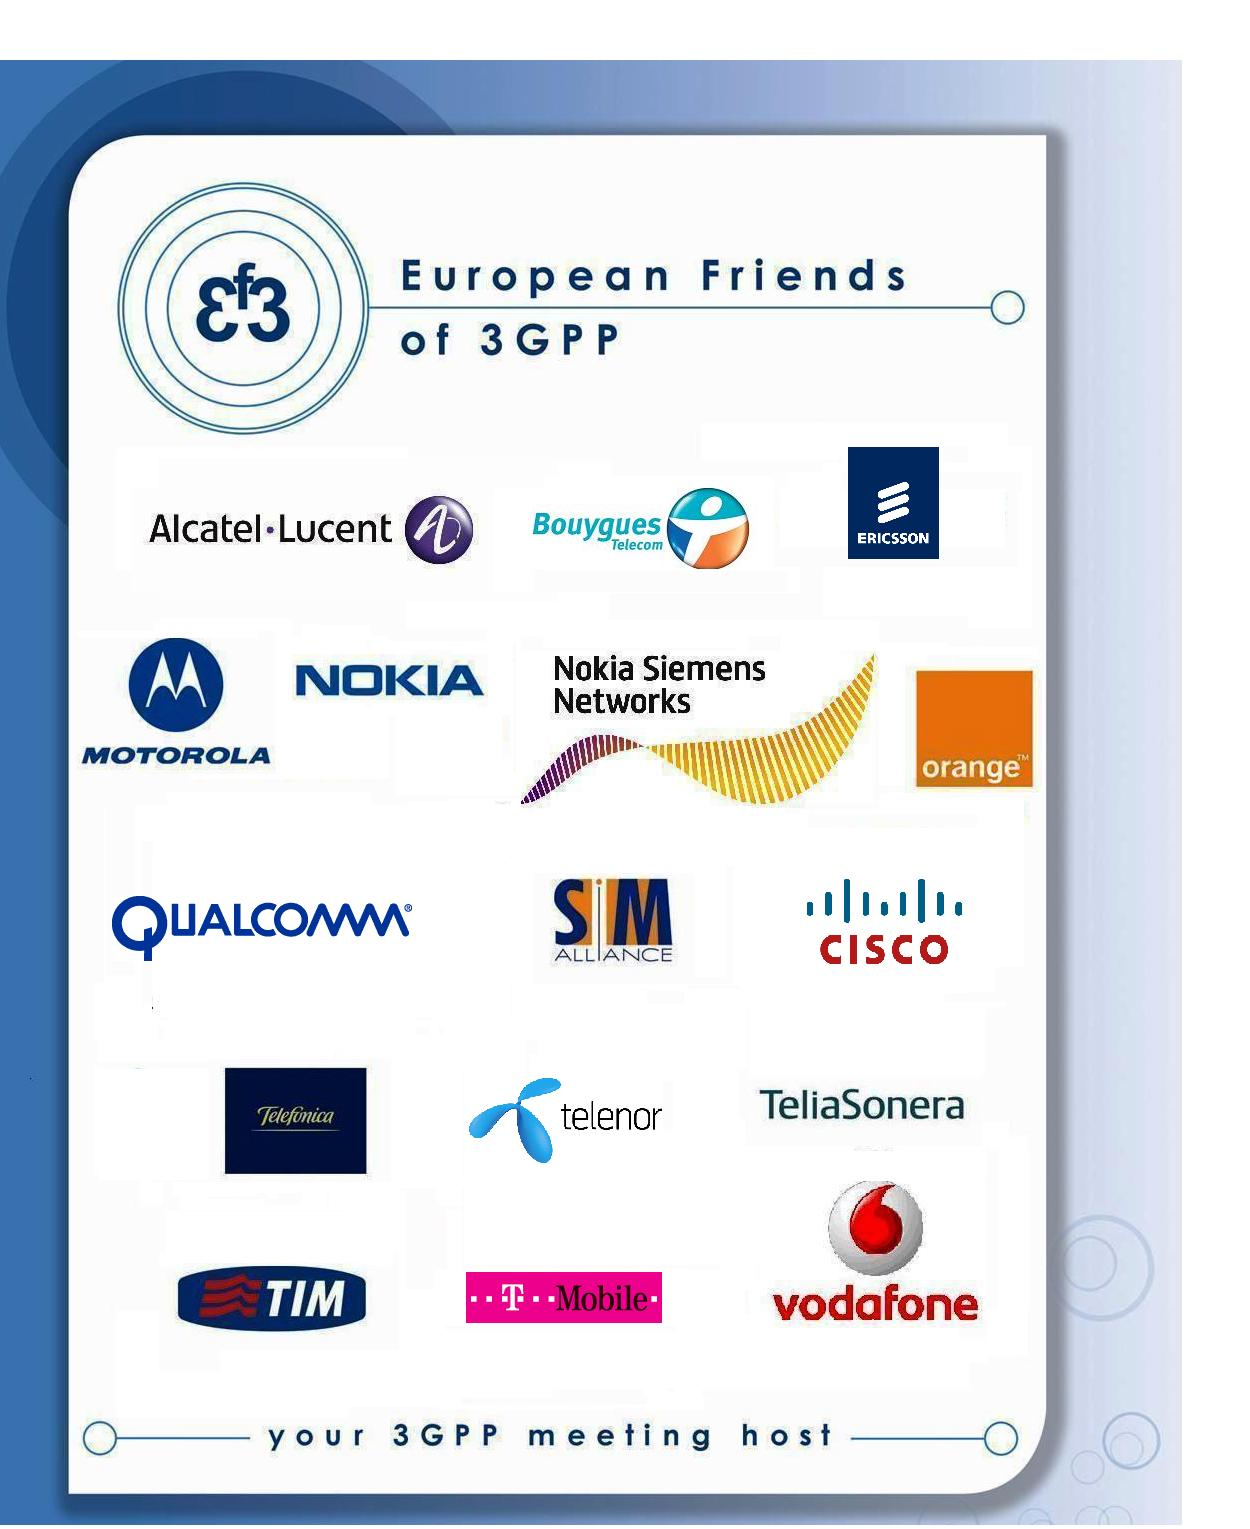 ef3
European Friends
of 3GPP
Alcatel·Lucent
Bouygues
Telecom
ERICSSON
MOTOROLA
NOKIA
Nokia Siemens
Networks
orange™
QUALCOMM®
SiM
ALLIANCE
CISCO
Telefónica
telenor
TeliaSonera
TIM
··T··Mobile·
vodafone
your 3GPP meeting host